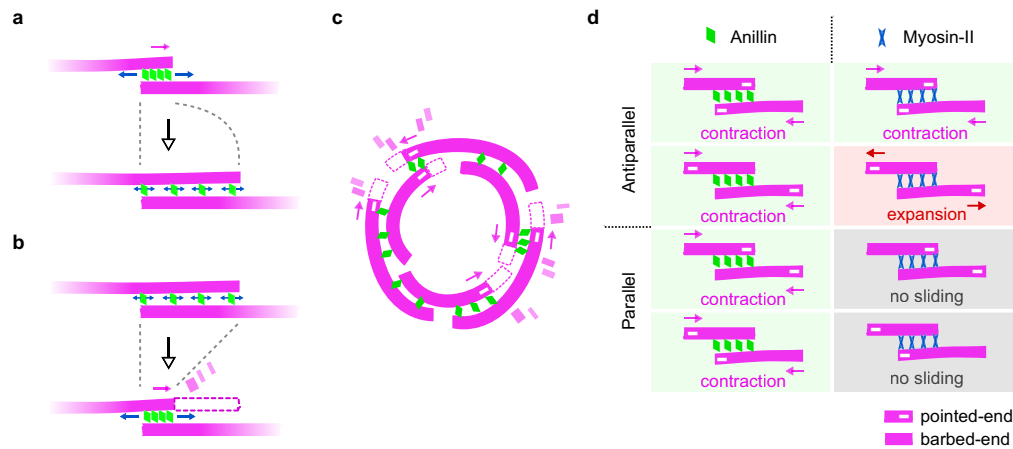 a
b
c
d
Anillin
Myosin-II
Antiparallel
contraction
contraction
contraction
expansion
Parallel
contraction
no sliding
contraction
no sliding
pointed-end
barbed-end